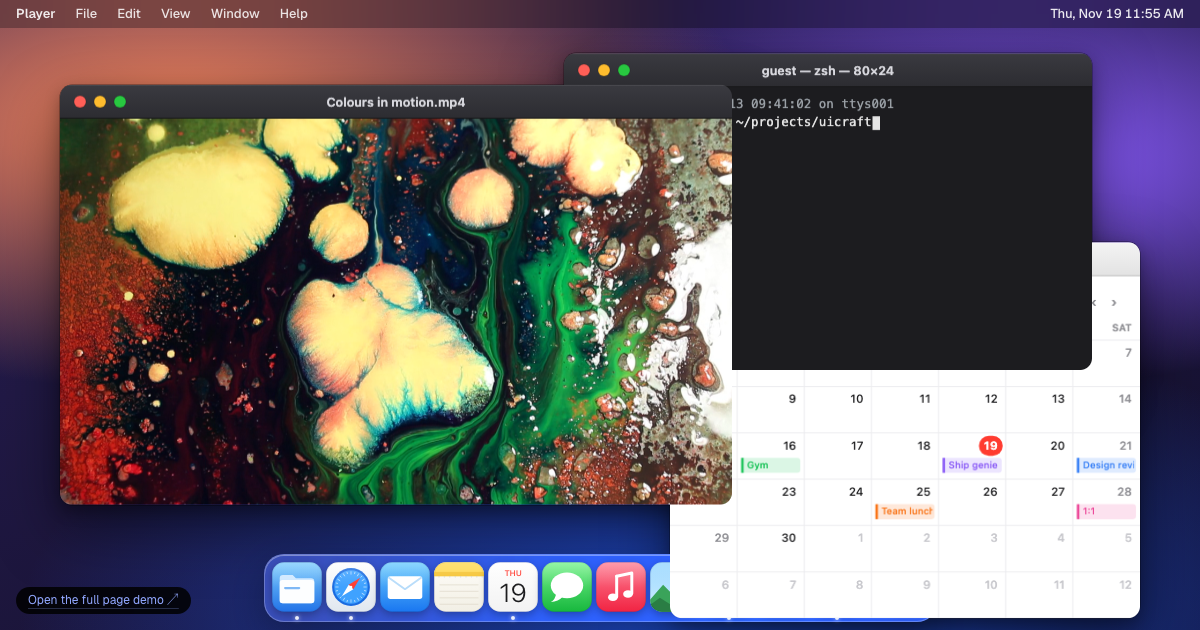 Player File Edit View Window Help Thu, Nov 19 11:55 AM
guest — zsh — 80×24
Colours in motion.mp4
13 09:41:02 on ttys001
~/projects/uicraft
‹ ›
SAT
7
9 10 11 12 13 14
16 17 18 19 20 21
Gym Ship genie Design revi
23 24 25 26 27 28
Team lunch 1:1
29 30 1 2 3 4 5
6 7 8 9 10 11 12
THU
19
Open the full page demo ↗